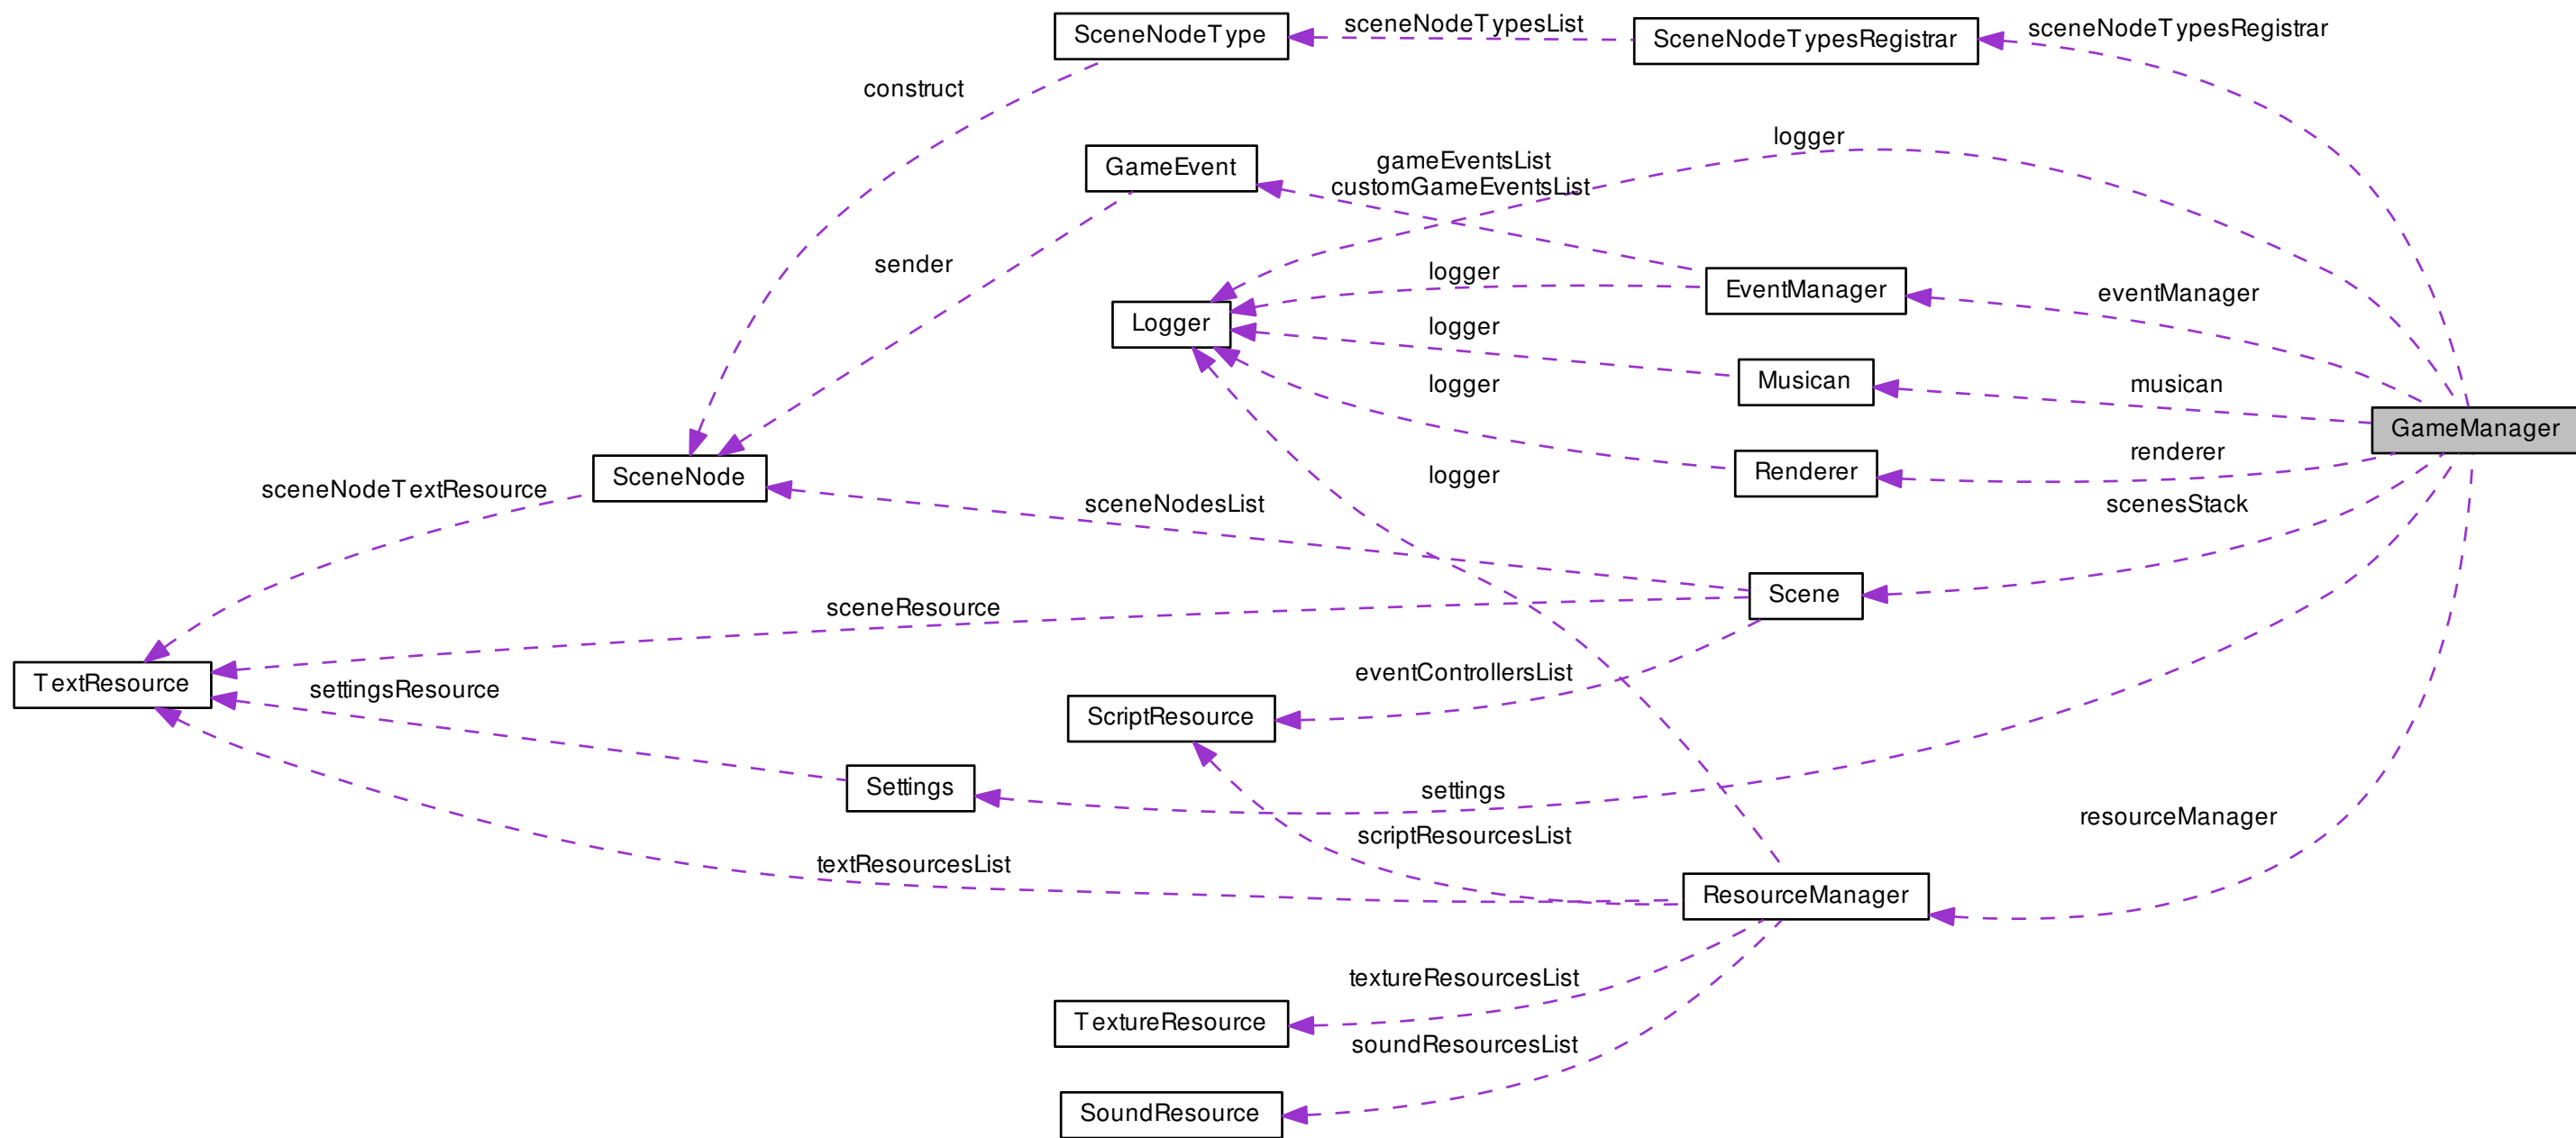 SceneNodeType
sceneNodeTypesList
SceneNodeTypesRegistrar
sceneNodeTypesRegistrar
construct
logger
GameEvent
gameEventsList
customGameEventsList
sender
logger
EventManager
eventManager
Logger
logger
Musican
musican
logger
GameManager
renderer
Renderer
logger
SceneNode
sceneNodeTextResource
sceneNodesList
scenesStack
Scene
sceneResource
eventControllersList
TextResource
settingsResource
ScriptResource
Settings
settings
resourceManager
scriptResourcesList
textResourcesList
ResourceManager
textureResourcesList
TextureResource
soundResourcesList
SoundResource